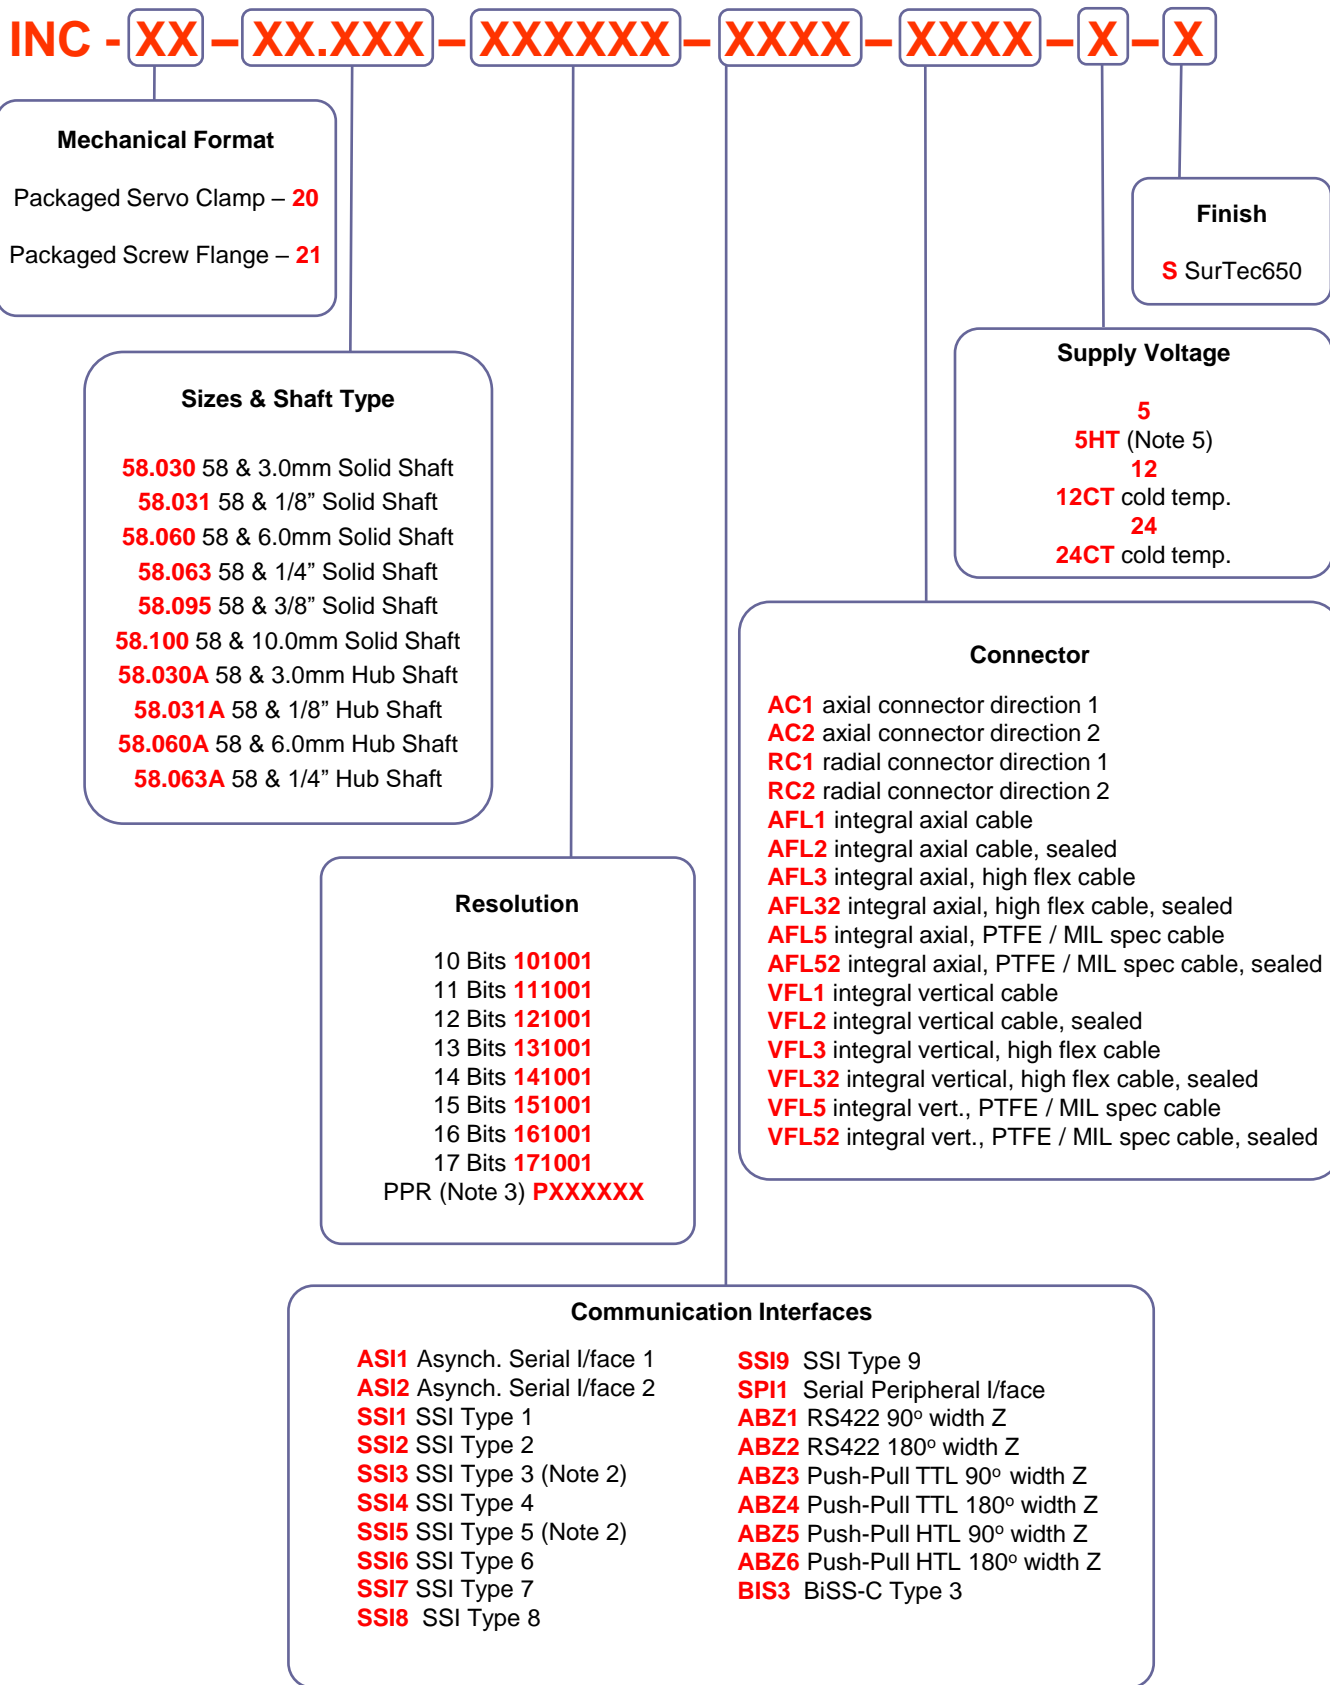 INC - XX – XX.XXX – XXXXXX – XXXX – XXXX – X – X
Mechanical Format
Packaged Servo Clamp – 20
Packaged Screw Flange – 21
Finish
S SurTec650
Supply Voltage
5
5HT (Note 5)
12
12CT cold temp.
24
24CT cold temp.
Sizes & Shaft Type
58.030 58 & 3.0mm Solid Shaft
58.031 58 & 1/8” Solid Shaft
58.060 58 & 6.0mm Solid Shaft
58.063 58 & 1/4” Solid Shaft
58.095 58 & 3/8” Solid Shaft
58.100 58 & 10.0mm Solid Shaft
58.030A 58 & 3.0mm Hub Shaft
58.031A 58 & 1/8” Hub Shaft
58.060A 58 & 6.0mm Hub Shaft
58.063A 58 & 1/4” Hub Shaft
Connector
AC1 axial connector direction 1
AC2 axial connector direction 2
RC1 radial connector direction 1
RC2 radial connector direction 2
AFL1 integral axial cable
AFL2 integral axial cable, sealed
AFL3 integral axial, high flex cable
AFL32 integral axial, high flex cable, sealed
AFL5 integral axial, PTFE / MIL spec cable
AFL52 integral axial, PTFE / MIL spec cable, sealed
VFL1 integral vertical cable
VFL2 integral vertical cable, sealed
VFL3 integral vertical, high flex cable
VFL32 integral vertical, high flex cable, sealed
VFL5 integral vert., PTFE / MIL spec cable
VFL52 integral vert., PTFE / MIL spec cable, sealed
Resolution
10 Bits 101001
11 Bits 111001
12 Bits 121001
13 Bits 131001
14 Bits 141001
15 Bits 151001
16 Bits 161001
17 Bits 171001
PPR (Note 3) PXXXXXX
Communication Interfaces
ASI1 Asynch. Serial I/face 1
ASI2 Asynch. Serial I/face 2
SSI1 SSI Type 1
SSI2 SSI Type 2
SSI3 SSI Type 3 (Note 2)
SSI4 SSI Type 4
SSI5 SSI Type 5 (Note 2)
SSI6 SSI Type 6
SSI7 SSI Type 7
SSI8 SSI Type 8
SSI9 SSI Type 9
SPI1 Serial Peripheral I/face
ABZ1 RS422 90º width Z
ABZ2 RS422 180º width Z
ABZ3 Push-Pull TTL 90º width Z
ABZ4 Push-Pull TTL 180º width Z
ABZ5 Push-Pull HTL 90º width Z
ABZ6 Push-Pull HTL 180º width Z
BIS3 BiSS-C Type 3